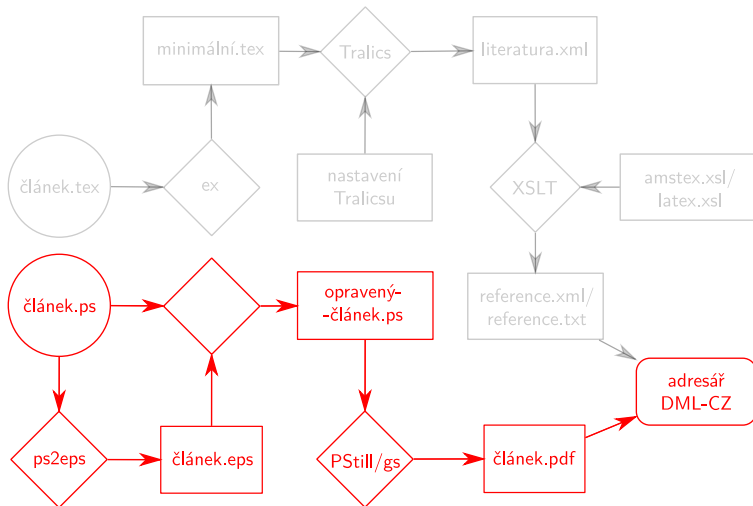 minimální.tex
Tralics
literatura.xml
článek.tex
ex
nastavení
Tralicsu
XSLT
amstex.xsl/
latex.xsl
článek.ps
opravený-
-článek.ps
reference.xml/
reference.txt
adresář
DML-CZ
ps2eps
článek.eps
PStill/gs
článek.pdf